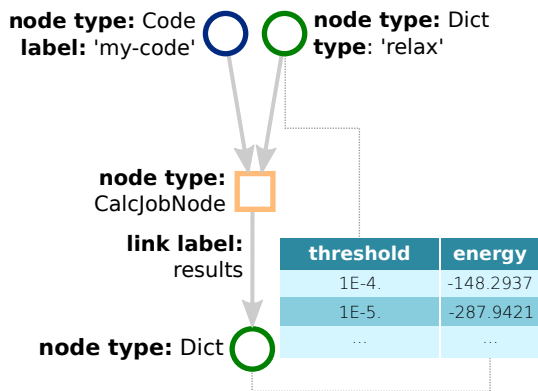 node type: Code
label: 'my-code'
node type: Dict
type: 'relax'
node type:
CalcJobNode
link label:
results
threshold energy
1E-4. -148.2937
1E-5. -287.9421
... ...
node type: Dict